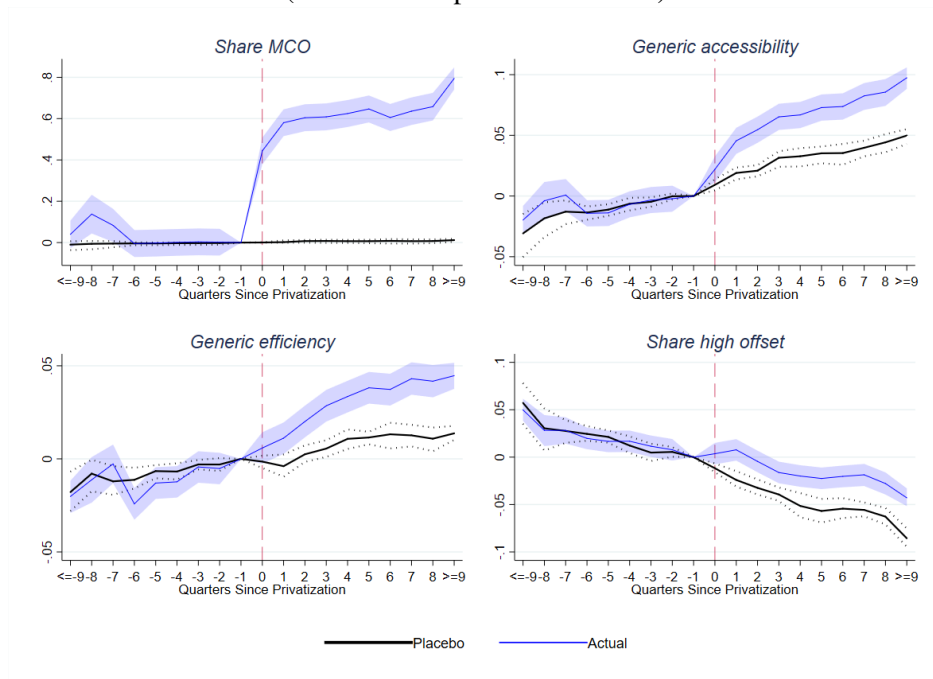 Share MCO
.8
.6
.4
.2
0
<=-9 -8 -7 -6 -5 -4 -3 -2 -1 0 1 2 3 4 5 6 7 8 >=9
Quarters Since Privatization
Generic accessibility
.1
.05
0
-.05
<=-9 -8 -7 -6 -5 -4 -3 -2 -1 0 1 2 3 4 5 6 7 8 >=9
Quarters Since Privatization
Generic efficiency
.05
0
-.05
<=-9 -8 -7 -6 -5 -4 -3 -2 -1 0 1 2 3 4 5 6 7 8 >=9
Quarters Since Privatization
Share high offset
.1
.05
0
-.05
-.1
<=-9 -8 -7 -6 -5 -4 -3 -2 -1 0 1 2 3 4 5 6 7 8 >=9
Quarters Since Privatization
Placebo Actual